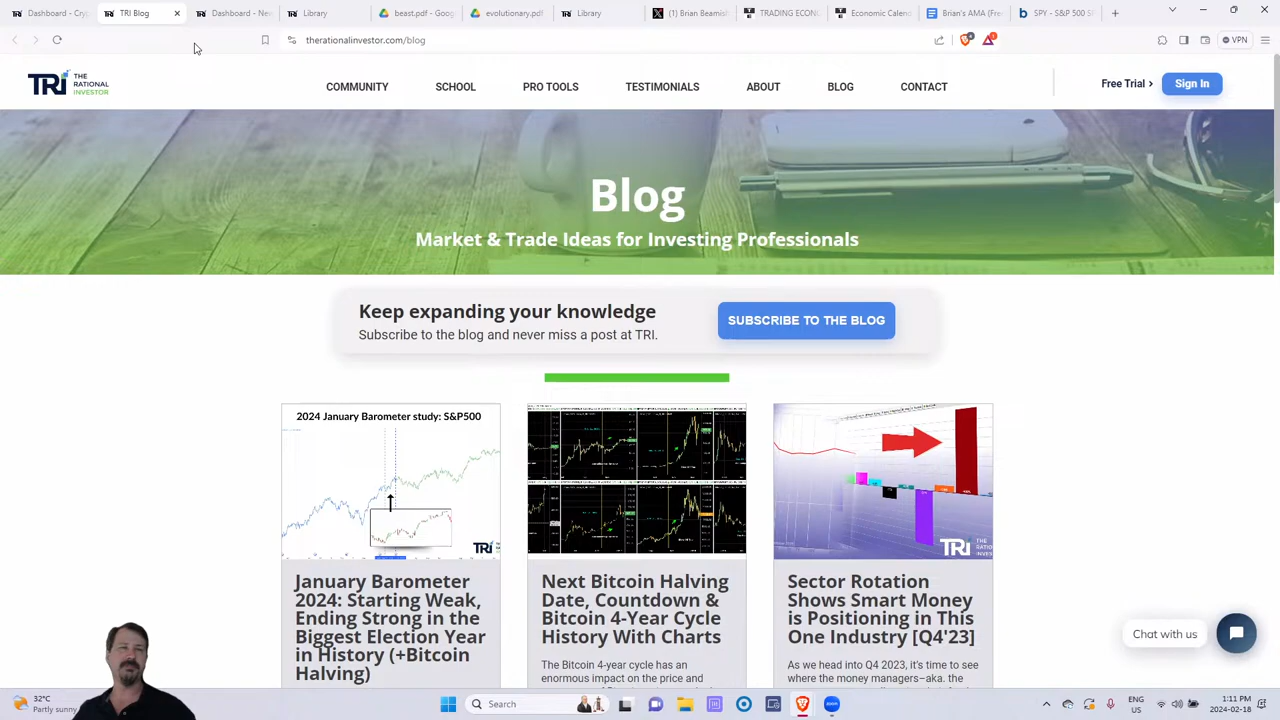 Dashboard - Cryp
TRI Blog
Dashboard - New
Library
beast.pdf - Goog
evolutionary.pdf
Library
(1) Brian Beamish
TRADING ECONO
Economic Calend
Brian's AMA (Free
SPY - SPDR S&P 50
therationalinvestor.com/blog
VPN
TRi THE RATIONAL INVESTOR
COMMUNITY
SCHOOL
PRO TOOLS
TESTIMONIALS
ABOUT
BLOG
CONTACT
Free Trial >
Sign In
Blog
Market & Trade Ideas for Investing Professionals
Keep expanding your knowledge
Subscribe to the blog and never miss a post at TRI.
SUBSCRIBE TO THE BLOG
2024 January Barometer study: S&P500
TRi
January Barometer
2024: Starting Weak,
Ending Strong in the
Biggest Election Year
in History (+Bitcoin
Halving)
Next Bitcoin Halving
Date, Countdown &
Bitcoin 4-Year Cycle
History With Charts
The Bitcoin 4-year cycle has an
enormous impact on the price and
TRi THE
Sector Rotation
Shows Smart Money
is Positioning in This
One Industry [Q4'23]
As we head into Q4 2023, it's time to see
where the money managers–aka. the
Chat with us
32°C
Partly sunny
Search
ENG
US
1:11 PM
2024-02-18